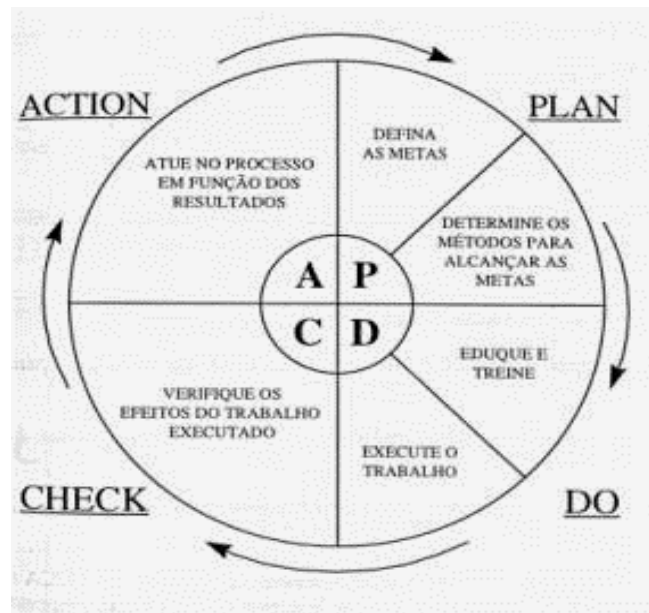 ACTION
PLAN
DEFINA
AS METAS
ATUE NO PROCESSO
EM FUNÇÃO DOS
RESULTADOS
DETERMINE OS
MÉTODOS PARA
ALCANÇAR AS
METAS
A P
C D
EDUQUE E
TREINE
VERIFIQUE OS
EFEITOS DO TRABALHO
EXECUTADO
EXECUTE O
TRABALHO
CHECK
DO